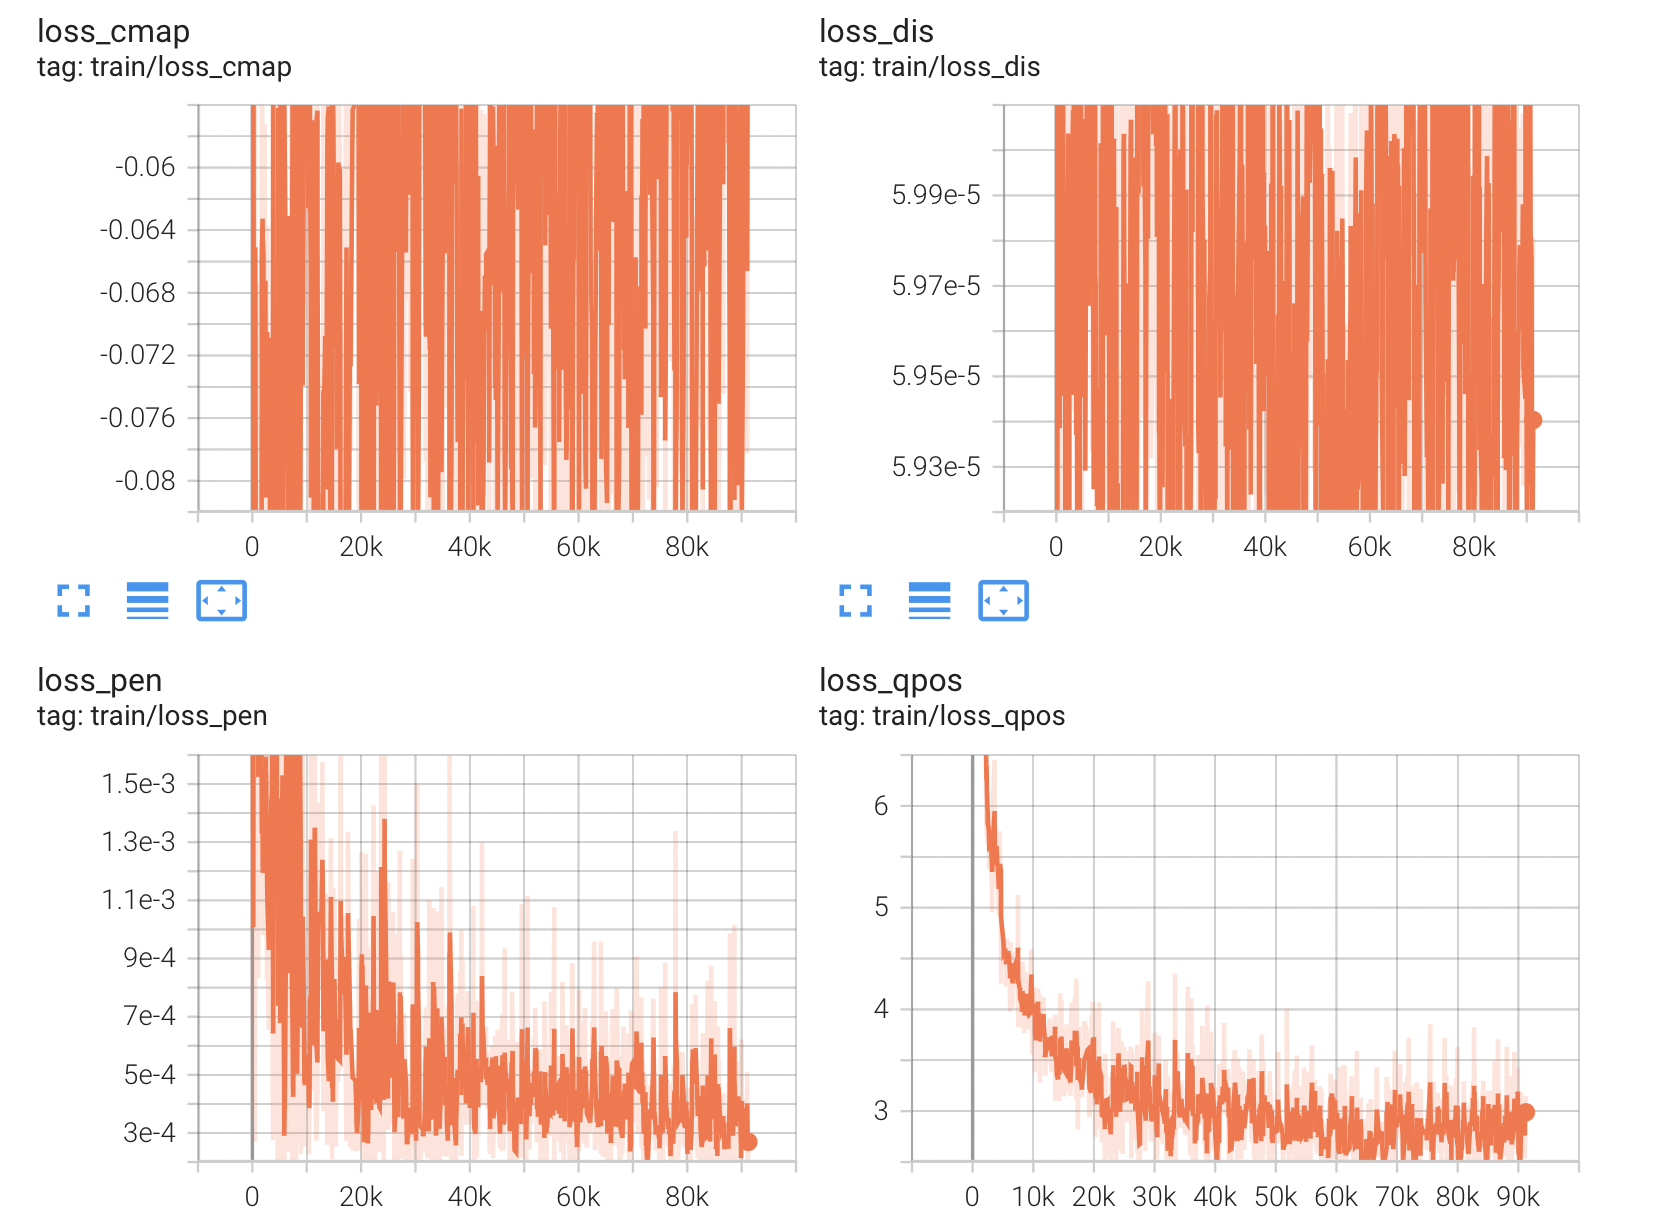 loss_cmap
tag: train/loss_cmap
-0.06
-0.064
-0.068
-0.072
-0.076
-0.08
0 20k 40k 60k 80k
loss_dis
tag: train/loss_dis
5.99e-5
5.97e-5
5.95e-5
5.93e-5
0 20k 40k 60k 80k
loss_pen
tag: train/loss_pen
1.5e-3
1.3e-3
1.1e-3
9e-4
7e-4
5e-4
3e-4
0 20k 40k 60k 80k
loss_qpos
tag: train/loss_qpos
6
5
4
3
0 10k 20k 30k 40k 50k 60k 70k 80k 90k